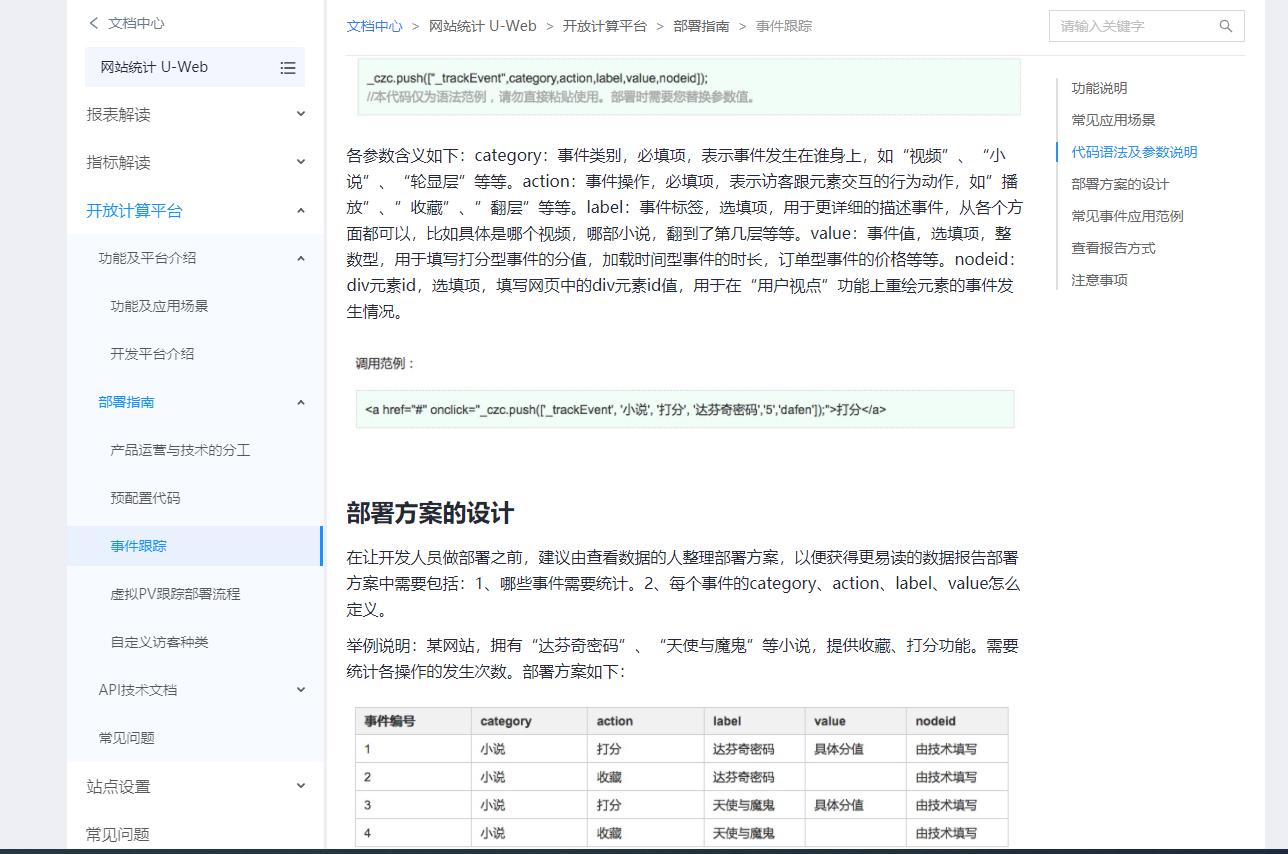 文档中心
网站统计 U-Web
报表解读
指标解读
开放计算平台
功能及平台介绍
功能及应用场景
开发平台介绍
部署指南
产品运营与技术的分工
预配置代码
事件跟踪
虚拟PV跟踪部署流程
自定义访客种类
API技术文档
常见问题
站点设置
常见问题
文档中心 > 网站统计 U-Web > 开放计算平台 > 部署指南 > 事件跟踪
请输入关键字
_czc.push(["_trackEvent",category,action,label,value,nodeid]);
//本代码仅为语法范例，请勿直接粘贴使用。部署时需要您替换参数值。
各参数含义如下：category：事件类别，必填项，表示事件发生在谁身上，如“视频”、“小
说”、“轮显层”等等。action：事件操作，必填项，表示访客跟元素交互的行为动作，如”播
放”、”收藏”、”翻层”等等。label：事件标签，选填项，用于更详细的描述事件，从各个方
面都可以，比如具体是哪个视频，哪部小说，翻到了第几层等等。value：事件值，选填项，整
数型，用于填写打分型事件的分值，加载时间型事件的时长，订单型事件的价格等等。nodeid：
div元素id，选填项，填写网页中的div元素id值，用于在“用户视点”功能上重绘元素的事件发
生情况。
调用范例：
<a href="#" onclick="_czc.push(['_trackEvent', '小说', '打分', '达芬奇密码','5','dafen']);">打分</a>
部署方案的设计
在让开发人员做部署之前，建议由查看数据的人整理部署方案，以便获得更易读的数据报告部署
方案中需要包括：1、哪些事件需要统计。2、每个事件的category、action、label、value怎么
定义。
举例说明：某网站，拥有“达芬奇密码”、“天使与魔鬼”等小说，提供收藏、打分功能。需要
统计各操作的发生次数。部署方案如下：
事件编号 category action label value nodeid
1 小说 打分 达芬奇密码 具体分值 由技术填写
2 小说 收藏 达芬奇密码 由技术填写
3 小说 打分 天使与魔鬼 具体分值 由技术填写
4 小说 收藏 天使与魔鬼 由技术填写
功能说明
常见应用场景
代码语法及参数说明
部署方案的设计
常见事件应用范例
查看报告方式
注意事项